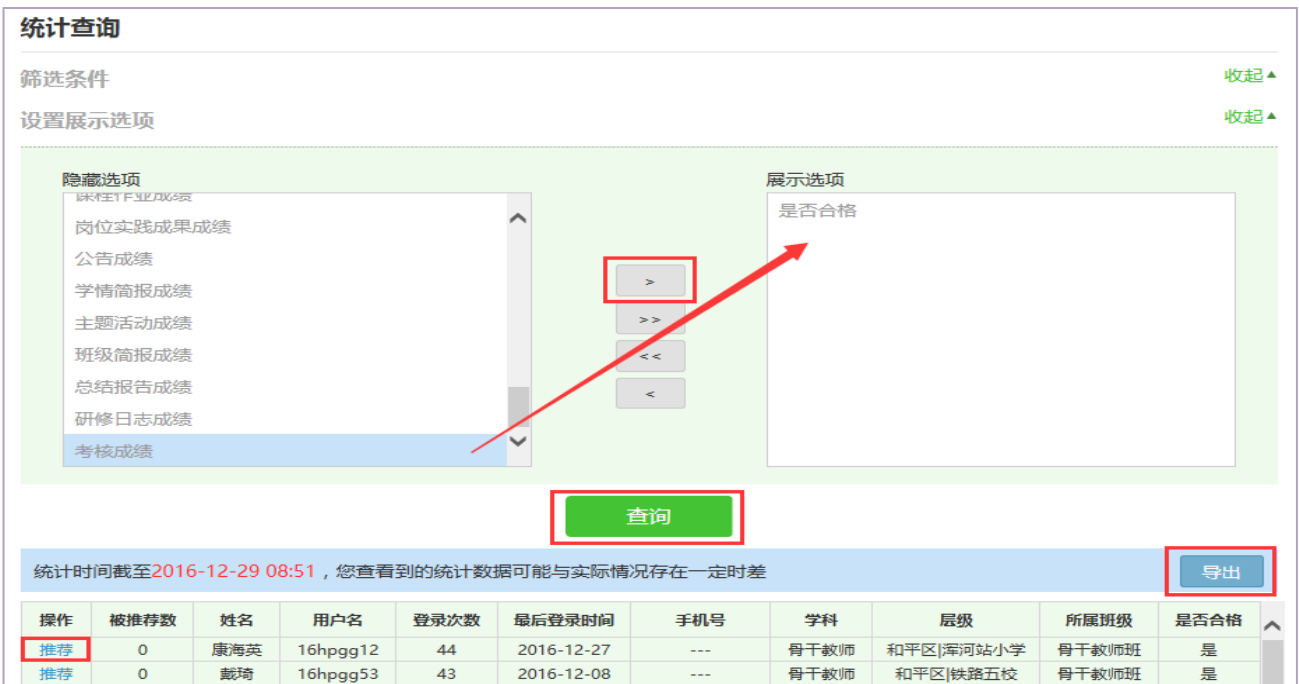 统计查询
筛选条件 收起▲
设置展示选项 收起▲
隐藏选项 展示选项
课程作业成绩
是否合格
岗位实践成果成绩
公告成绩
学情简报成绩
>
主题活动成绩
>>
班级简报成绩
<<
总结报告成绩
<
研修日志成绩
考核成绩
查询
统计时间截至2016-12-29 08:51，您查看到的统计数据可能与实际情况存在一定时差 导出
操作 被推荐数 姓名 用户名 登录次数 最后登录时间 手机号 学科 层级 所属班级 是否合格
推荐 0 康海英 16hpgg12 44 2016-12-27 --- 骨干教师 和平区|浑河站小学 骨干教师班 是
推荐 0 戴琦 16hpgg53 43 2016-12-08 --- 骨干教师 和平区|铁路五校 骨干教师班 是